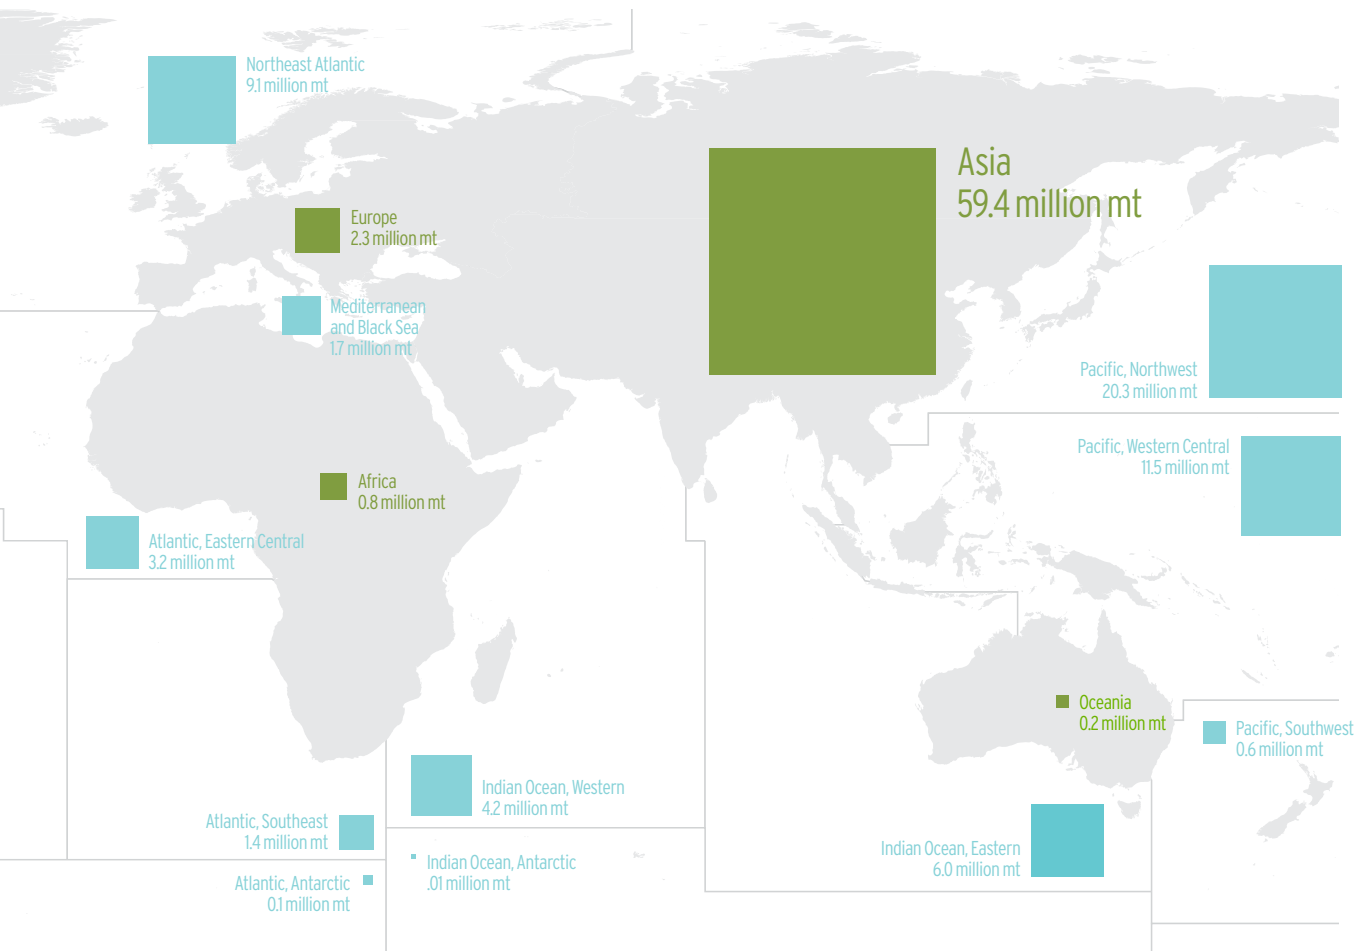 Northeast Atlantic
9.1 million mt
Asia
59.4 million mt
Europe
2.3 million mt
Mediterranean
and Black Sea
1.7 million mt
Pacific, Northwest
20.3 million mt
Pacific, Western Central
11.5 million mt
Africa
0.8 million mt
Atlantic, Eastern Central
3.2 million mt
Oceania
0.2 million mt
Pacific, Southwest
0.6 million mt
Indian Ocean, Western
4.2 million mt
Atlantic, Southeast
1.4 million mt
Indian Ocean, Eastern
6.0 million mt
Indian Ocean, Antarctic
.01 million mt
Atlantic, Antarctic
0.1 million mt